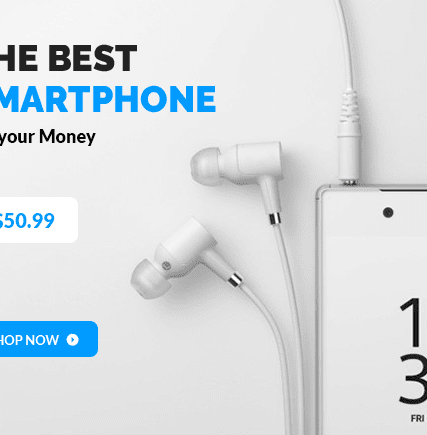 HE BEST
MARTPHONE
your Money
$50.99
HOP NOW
1
3
FRI